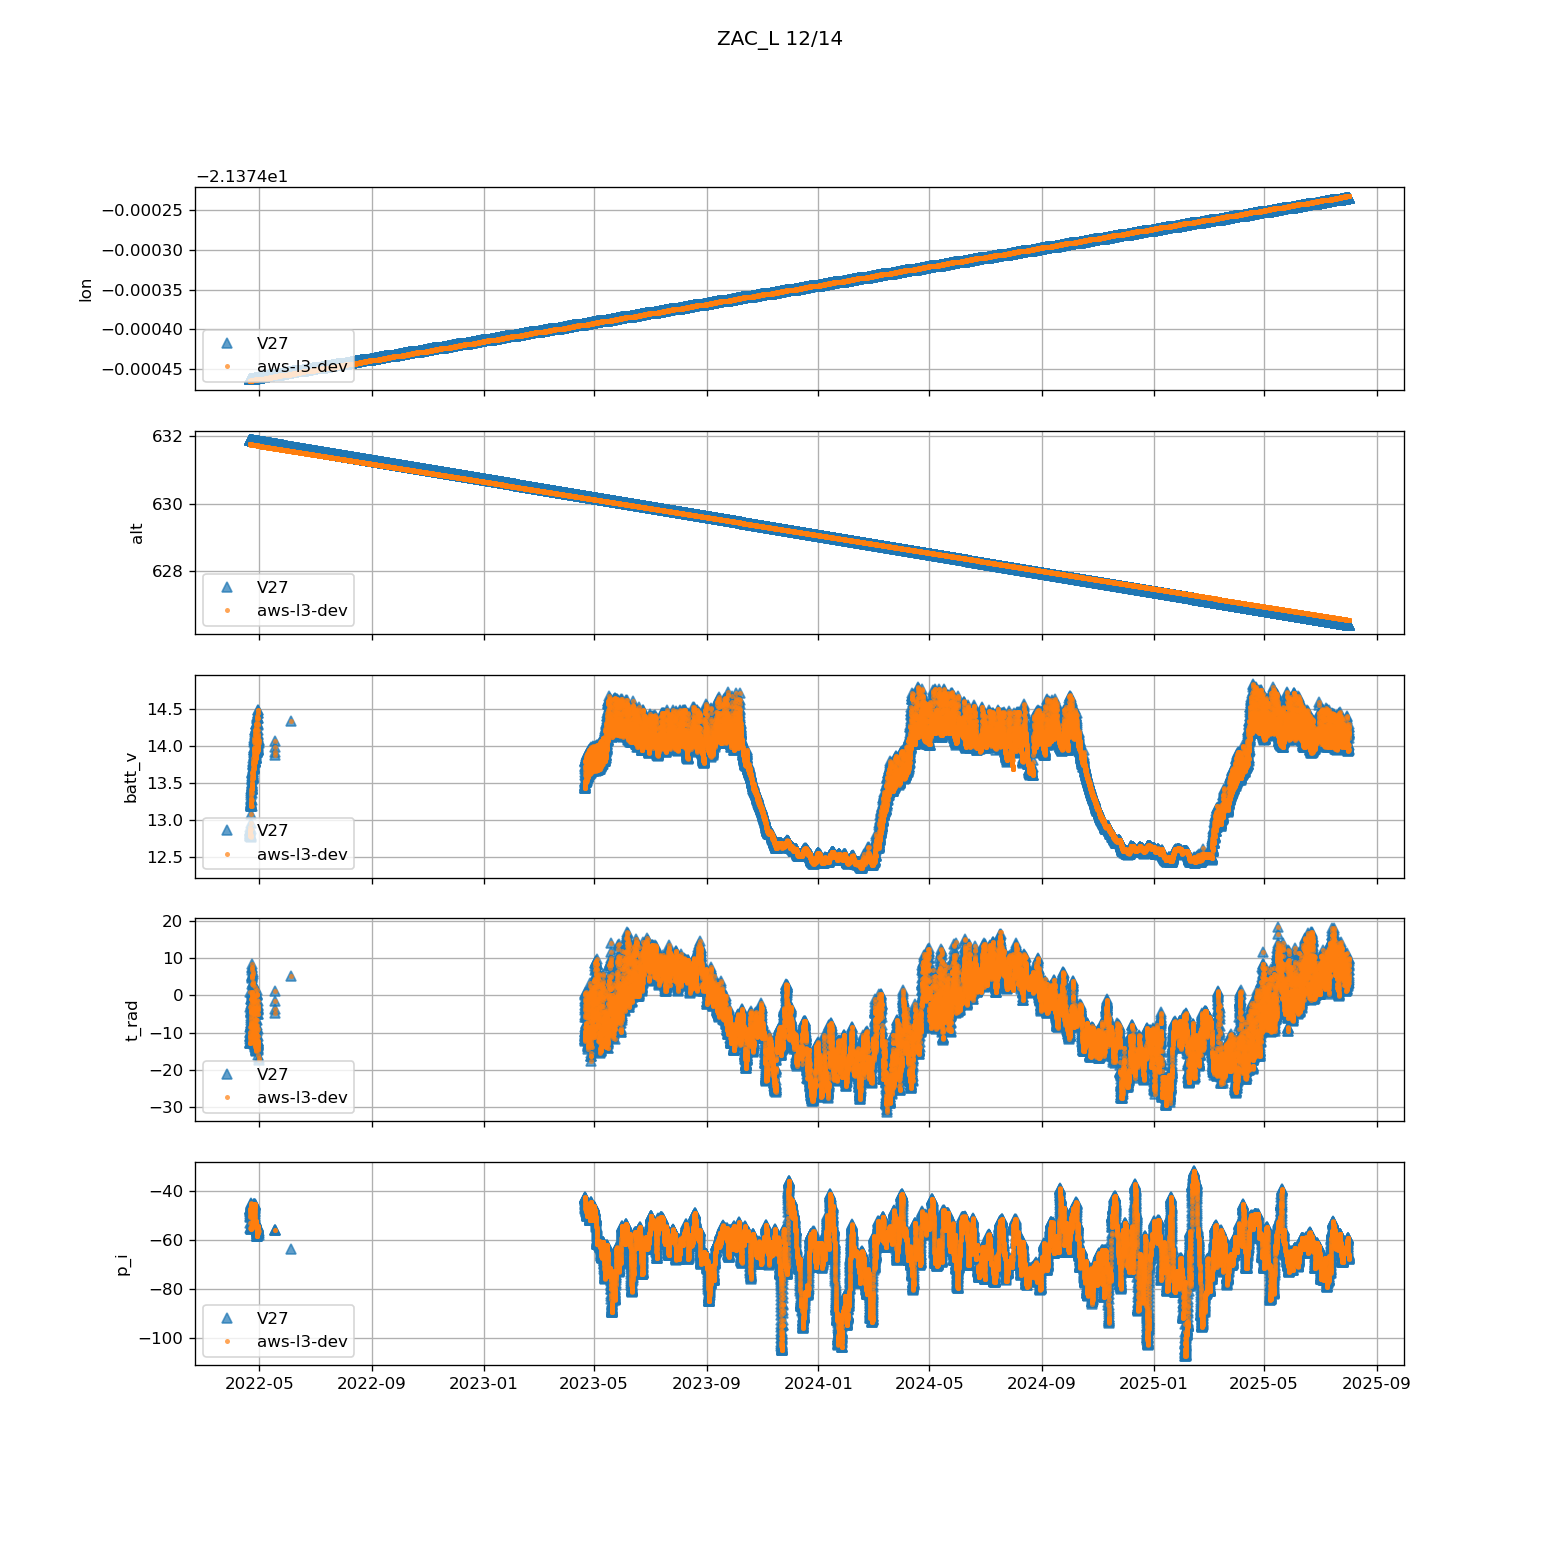 ZAC_L 12/14
−2.1374e1
−0.00025
−0.00030
−0.00035
−0.00040
−0.00045
lon
V27
aws-l3-dev
632
630
628
alt
V27
aws-l3-dev
14.5
14.0
13.5
13.0
12.5
batt_v
V27
aws-l3-dev
20
10
0
−10
−20
−30
t_rad
V27
aws-l3-dev
−40
−60
−80
−100
p_i
V27
aws-l3-dev
2022-05 2022-09 2023-01 2023-05 2023-09 2024-01 2024-05 2024-09 2025-01 2025-05 2025-09